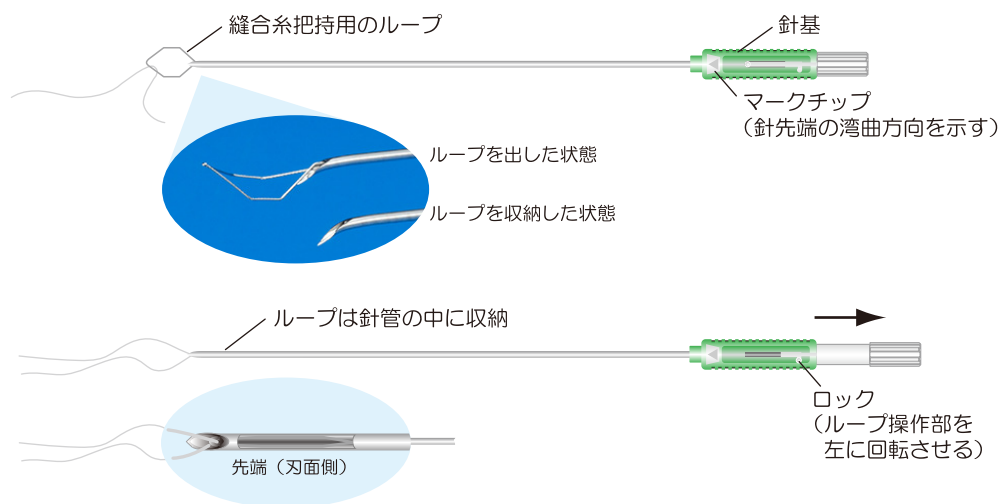 縫合糸把持用のループ
針基
マークチップ
（針先端の湾曲方向を示す）
ループを出した状態
ループを収納した状態
ループは針管の中に収納
ロック
（ループ操作部を
左に回転させる）
先端（刃面側）